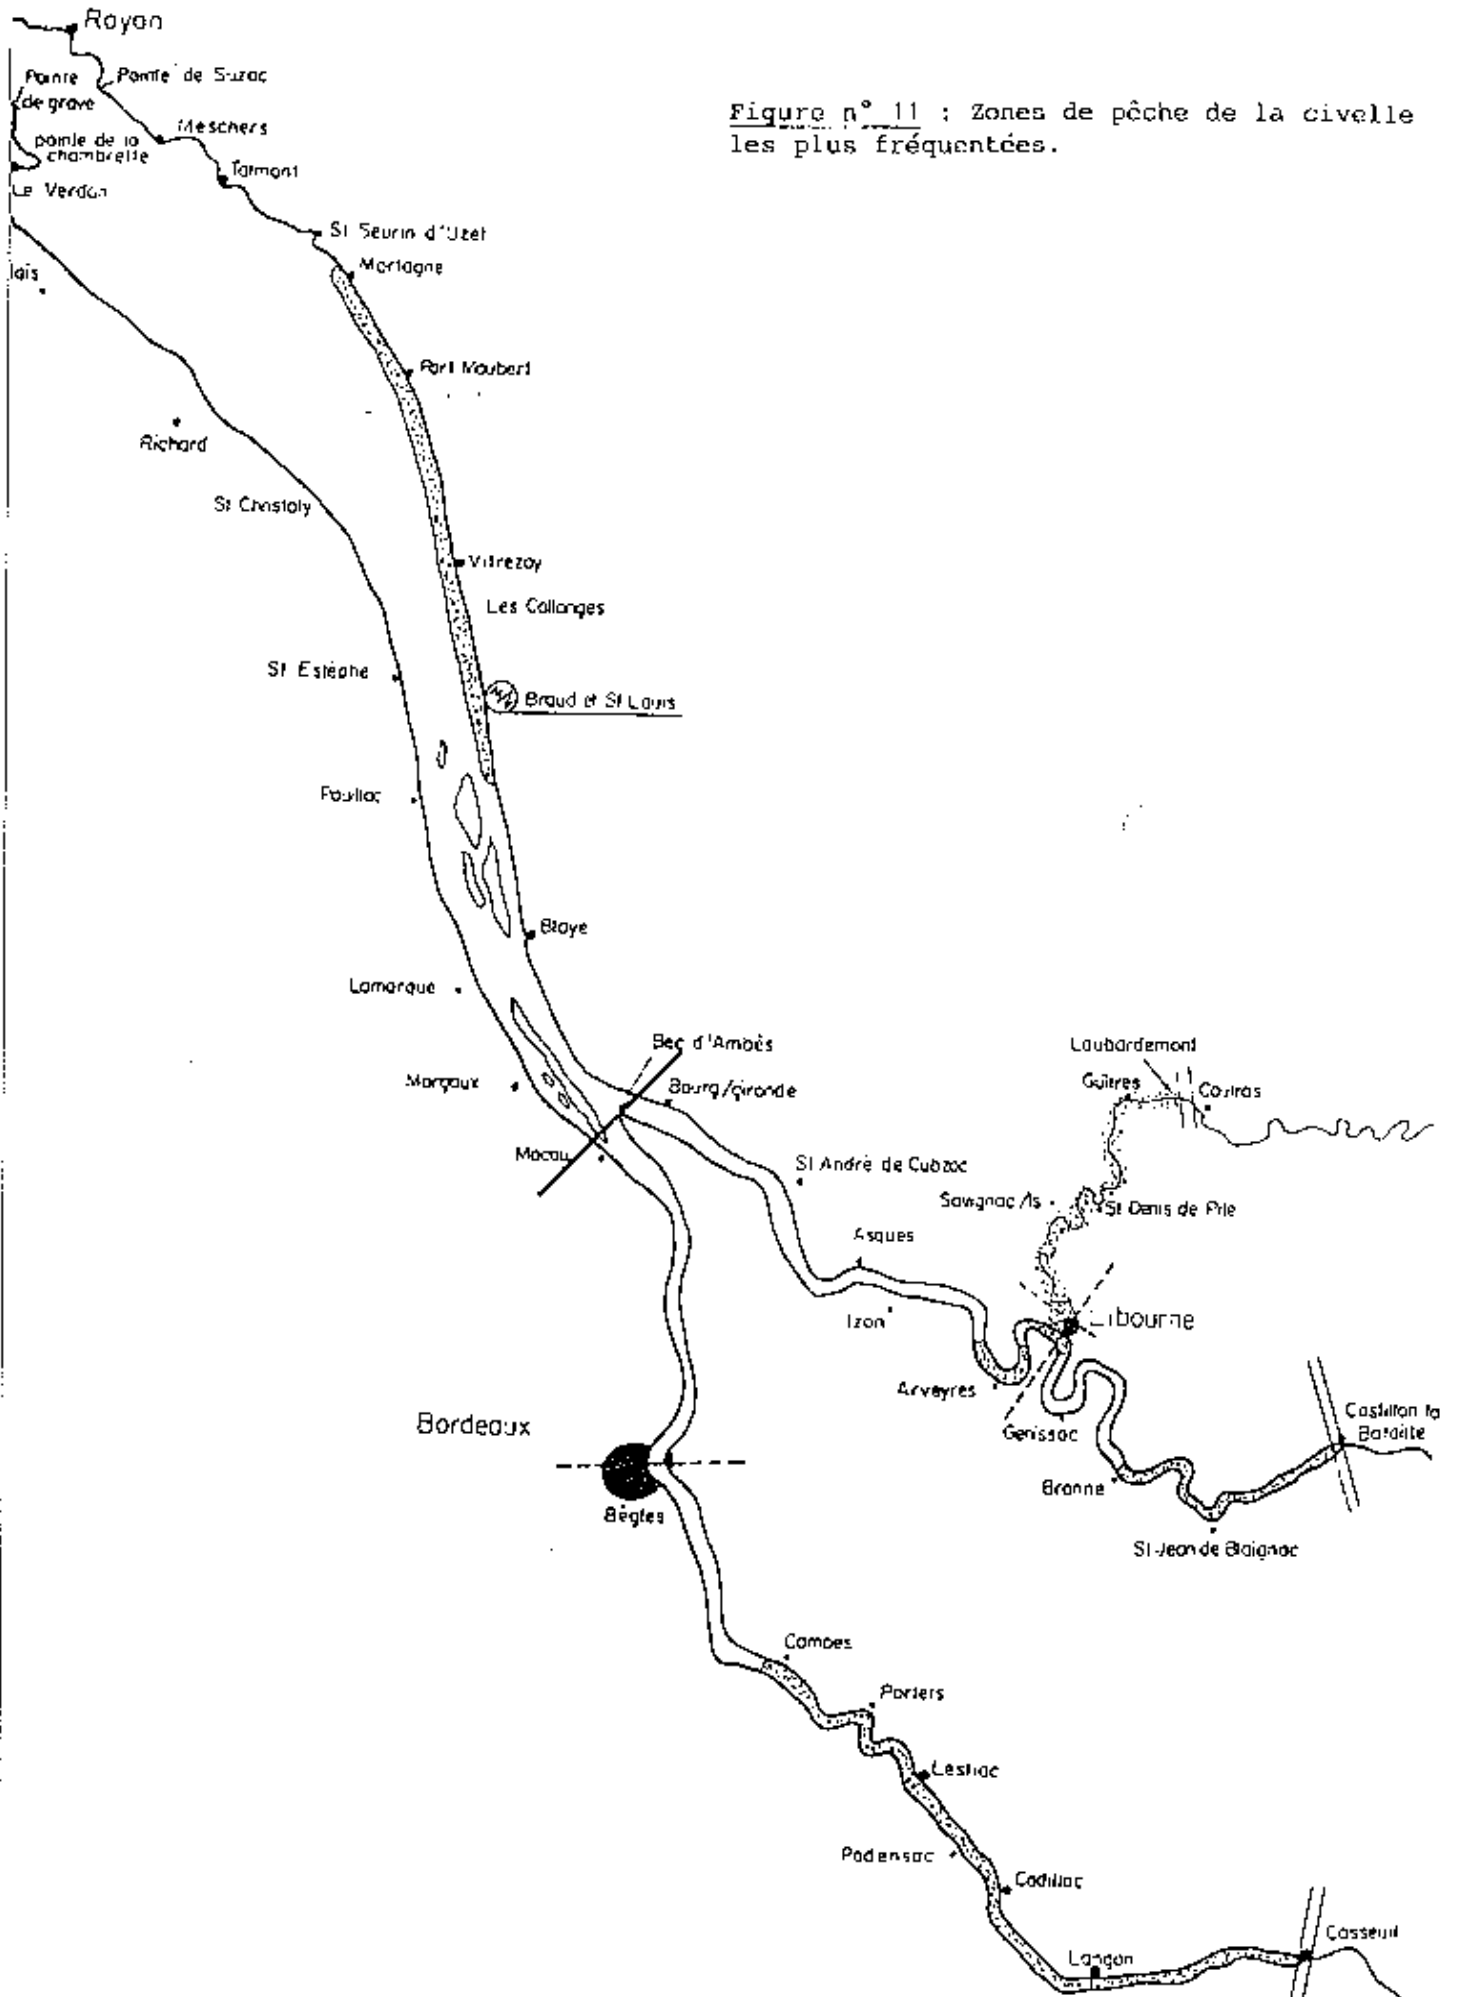 Royan
Pointe de Suzac
Pointe
de grave
Meschers
pointe de la
chambrette
Talmont
Le Verdon
Figure n° 11 : Zones de pêche de la civelle
les plus fréquentées.
St Seurin d'Uzet
Mortagne
lais
Port Maubert
Richard
St Christoly
Vitrezay
Les Callonges
St Estèphe
Braud et St Louis
Pauillac
Blaye
Lamarque
Bec d'Ambès
Laubardemont
Margaux
Bourg/gironde
Guitres
Coutras
Macau
St André de Cubzac
Savignac/Is
St Denis de Pile
Asques
Izon
Libourne
Arveyres
Genissac
Castillon la
Bataille
Bordeaux
Branne
Bègles
St Jean de Blaignac
Cambes
Portets
Lestiac
Podensac
Cadillac
Langon
Casseuil